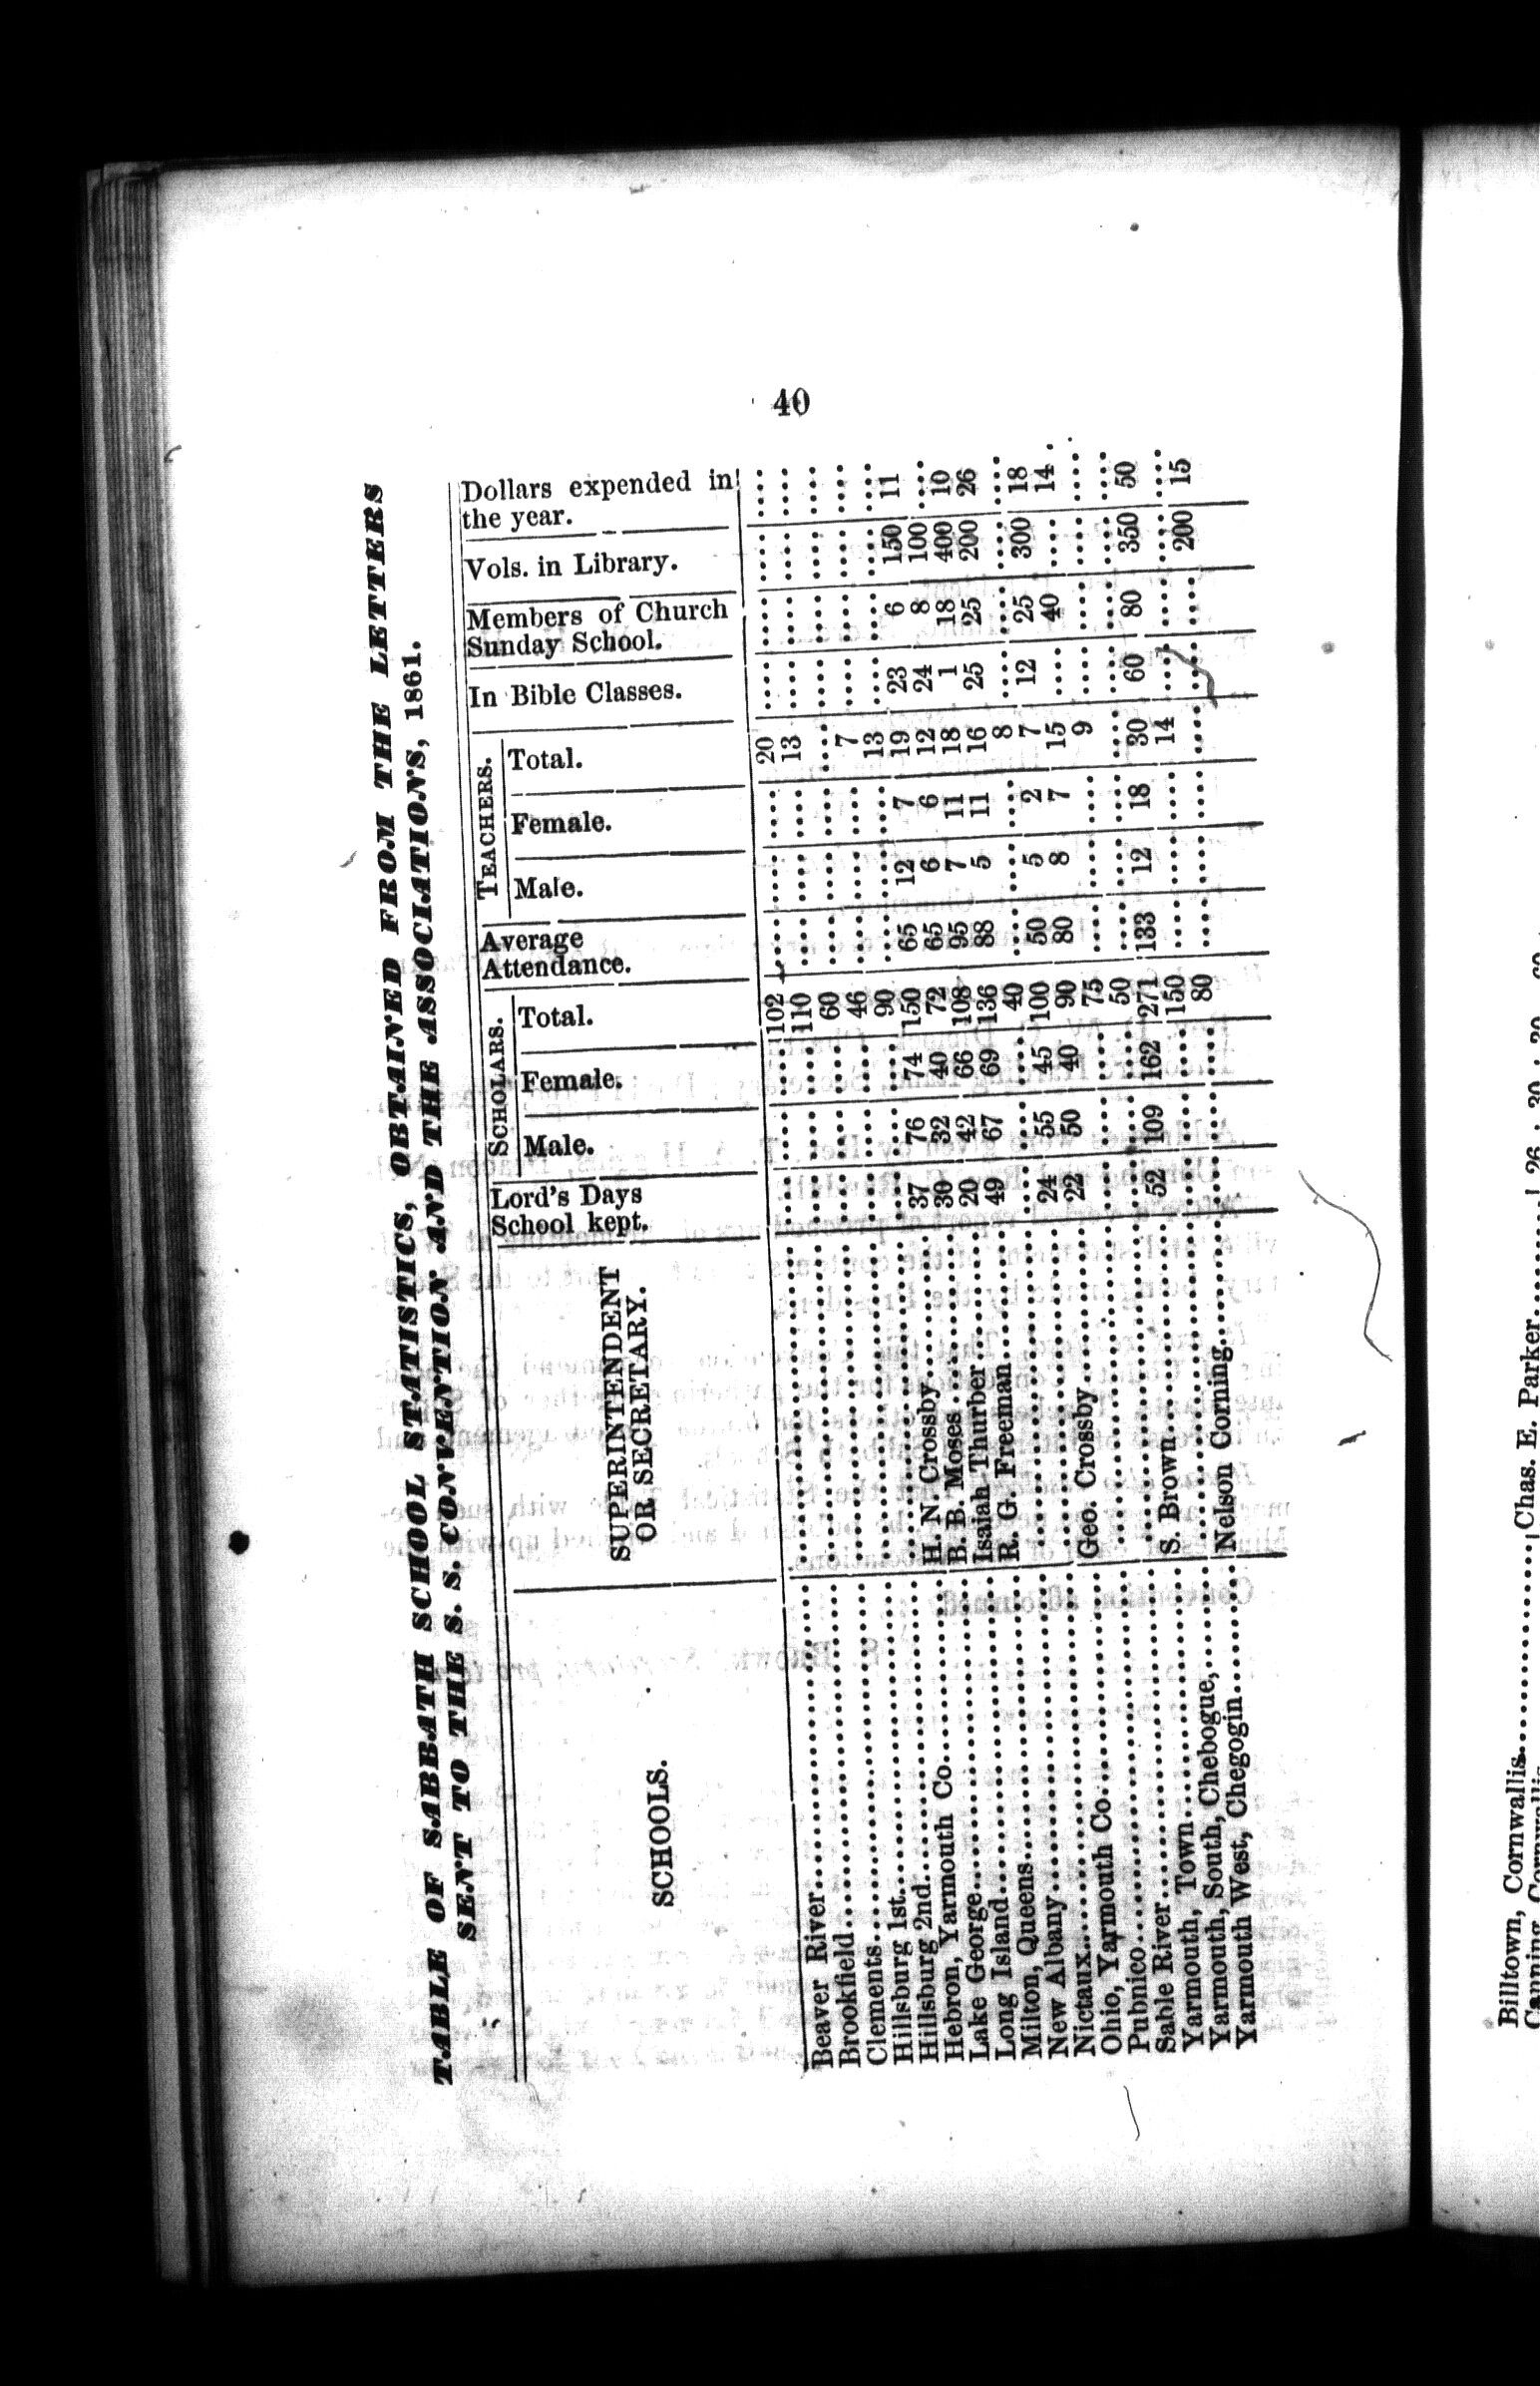 40
TABLE OF SABBATH SCHOOL STATISTICS, OBTAINED FROM THE LETTERS
SENT TO THE S. S. CONVENTION AND THE ASSOCIATIONS, 1861.
SCHOOLS. SUPERINTENDENT OR SECRETARY. Lord's Days School kept. SCHOLARS. Male. Female. Total. Average Attendance. TEACHERS. Male. Female. Total. In Bible Classes. Members of Church Sunday School. Vols. in Library. Dollars expended in the year.
Beaver River.... .... .... .... .... 102 .... .... .... 20 .... .... .... ....
Brookfield.... .... .... .... .... 110 .... .... .... 13 .... .... .... ....
Clements.... .... .... .... .... 60 .... .... .... .... .... .... .... ....
Hillsburg 1st.... .... .... .... .... 46 .... .... .... 7 .... .... .... ....
Hillsburg 2nd.... .... .... .... .... 90 .... .... .... 13 .... .... .... ....
Hebron, Yarmouth Co.... H. N. Crosby.... 37 76 74 150 65 12 7 19 23 6 150 11
Lake George.... B. B. Moses.... 30 32 40 72 65 6 6 12 24 8 100 ....
Long Island.... Isaiah Thurber.... 20 42 66 108 95 7 11 18 1 18 400 10
Milton, Queens.... R. G. Freeman.... 49 67 69 136 88 5 11 16 25 25 200 26
New Albany.... .... .... .... .... 40 .... .... .... 8 .... .... .... ....
Nictaux.... .... 24 55 45 100 50 5 2 7 12 25 300 18
Ohio, Yarmouth Co.... Geo. Crosby.... 22 50 40 90 80 8 7 15 .... 40 .... 14
Pubnico.... .... .... .... .... 75 .... .... .... 9 .... .... .... ....
Sable River.... .... .... .... .... 50 .... .... .... .... .... .... .... ....
Yarmouth, Town.... S. Brown.... 52 109 162 271 133 12 18 30 60 80 350 50
Yarmouth, South, Chebogue,.... .... .... .... .... 150 .... .... .... 14 .... .... .... ....
Yarmouth West, Chegogin.... Nelson Corning.... .... .... .... 80 .... .... .... .... .... .... 200 15
Billtown, Cornwallis.... Chas. E. Parker....